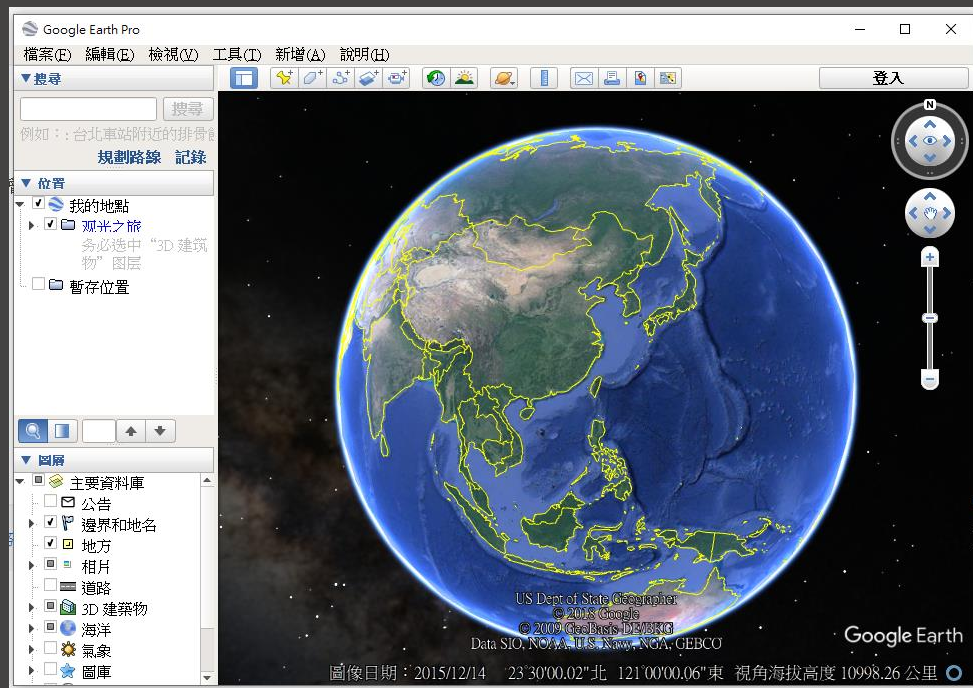 Google Earth Pro
檔案(F) 編輯(E) 檢視(V) 工具(T) 新增(A) 說明(H)
搜尋
登入
搜尋
例如：: 台北車站附近的排骨飯
規劃路線 記錄
N
位置
我的地點
观光之旅
务必选中“3D 建筑
物”图层
暫存位置
圖層
主要資料庫
公告
邊界和地名
地方
相片
道路
3D 建築物
海洋
氣象
圖庫
US Dept of State Geographer
© 2018 Google
© 2009 GeoBasis-DE/BKG
Data SIO, NOAA, U.S. Navy, NGA, GEBCO
Google Earth
圖像日期：2015/12/14 23°30'00.02"北 121°00'00.06"東 視角海拔高度 10998.26 公里